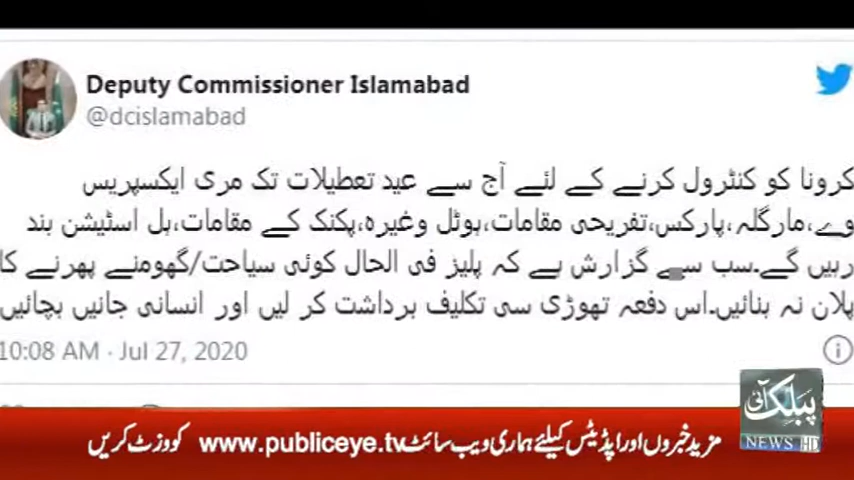 Deputy Commissioner Islamabad
@dcislamabad
کرونا کو کنٹرول کرنے کے لئے آج سے عید تعطیلات تک مری ایکسپریس
وے،مارگلہ،پارکس،تفریحی مقامات،ہوٹل وغیرہ،پکنک کے مقامات،ہل اسٹیشن بند
رہیں گے۔سب سے گزارش ہے کہ پلیز فی الحال کوئی سیاحت/گھومنے پھرنے کا
پلان نہ بنائیں۔اس دفعہ تھوڑی سی تکلیف برداشت کر لیں اور انسانی جانیں بچائیں
10:08 AM · Jul 27, 2020
پبلک آئی
NEWS HD
مزید خبروں اور اپڈیٹس کیلئے ہماری ویب سائٹ www.publiceye.tv کو وزٹ کریں